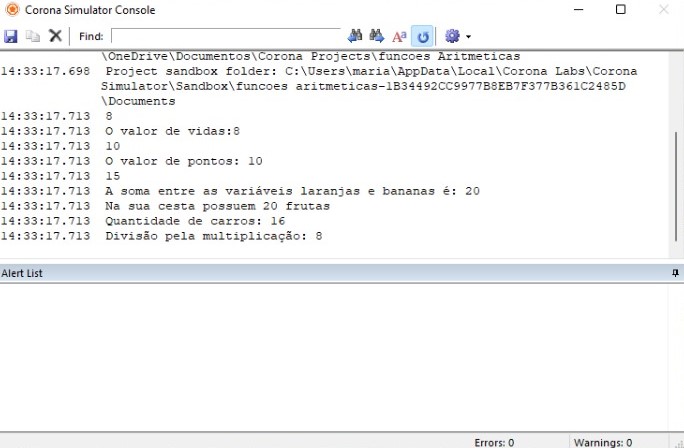 Corona Simulator Console
Find:
\OneDrive\Documentos\Corona Projects\funcoes Aritmeticas
14:33:17.698 Project sandbox folder: C:\Users\maria\AppData\Local\Corona Labs\Corona
Simulator\Sandbox\funcoes aritmeticas-1B34492CC9977B8EB7F377B361C2485D
\Documents
14:33:17.713 8
14:33:17.713 O valor de vidas:8
14:33:17.713 10
14:33:17.713 O valor de pontos: 10
14:33:17.713 15
14:33:17.713 A soma entre as variáveis laranjas e bananas é: 20
14:33:17.713 Na sua cesta possuem 20 frutas
14:33:17.713 Quantidade de carros: 16
14:33:17.713 Divisão pela multiplicação: 8
Alert List
Errors: 0 Warnings: 0